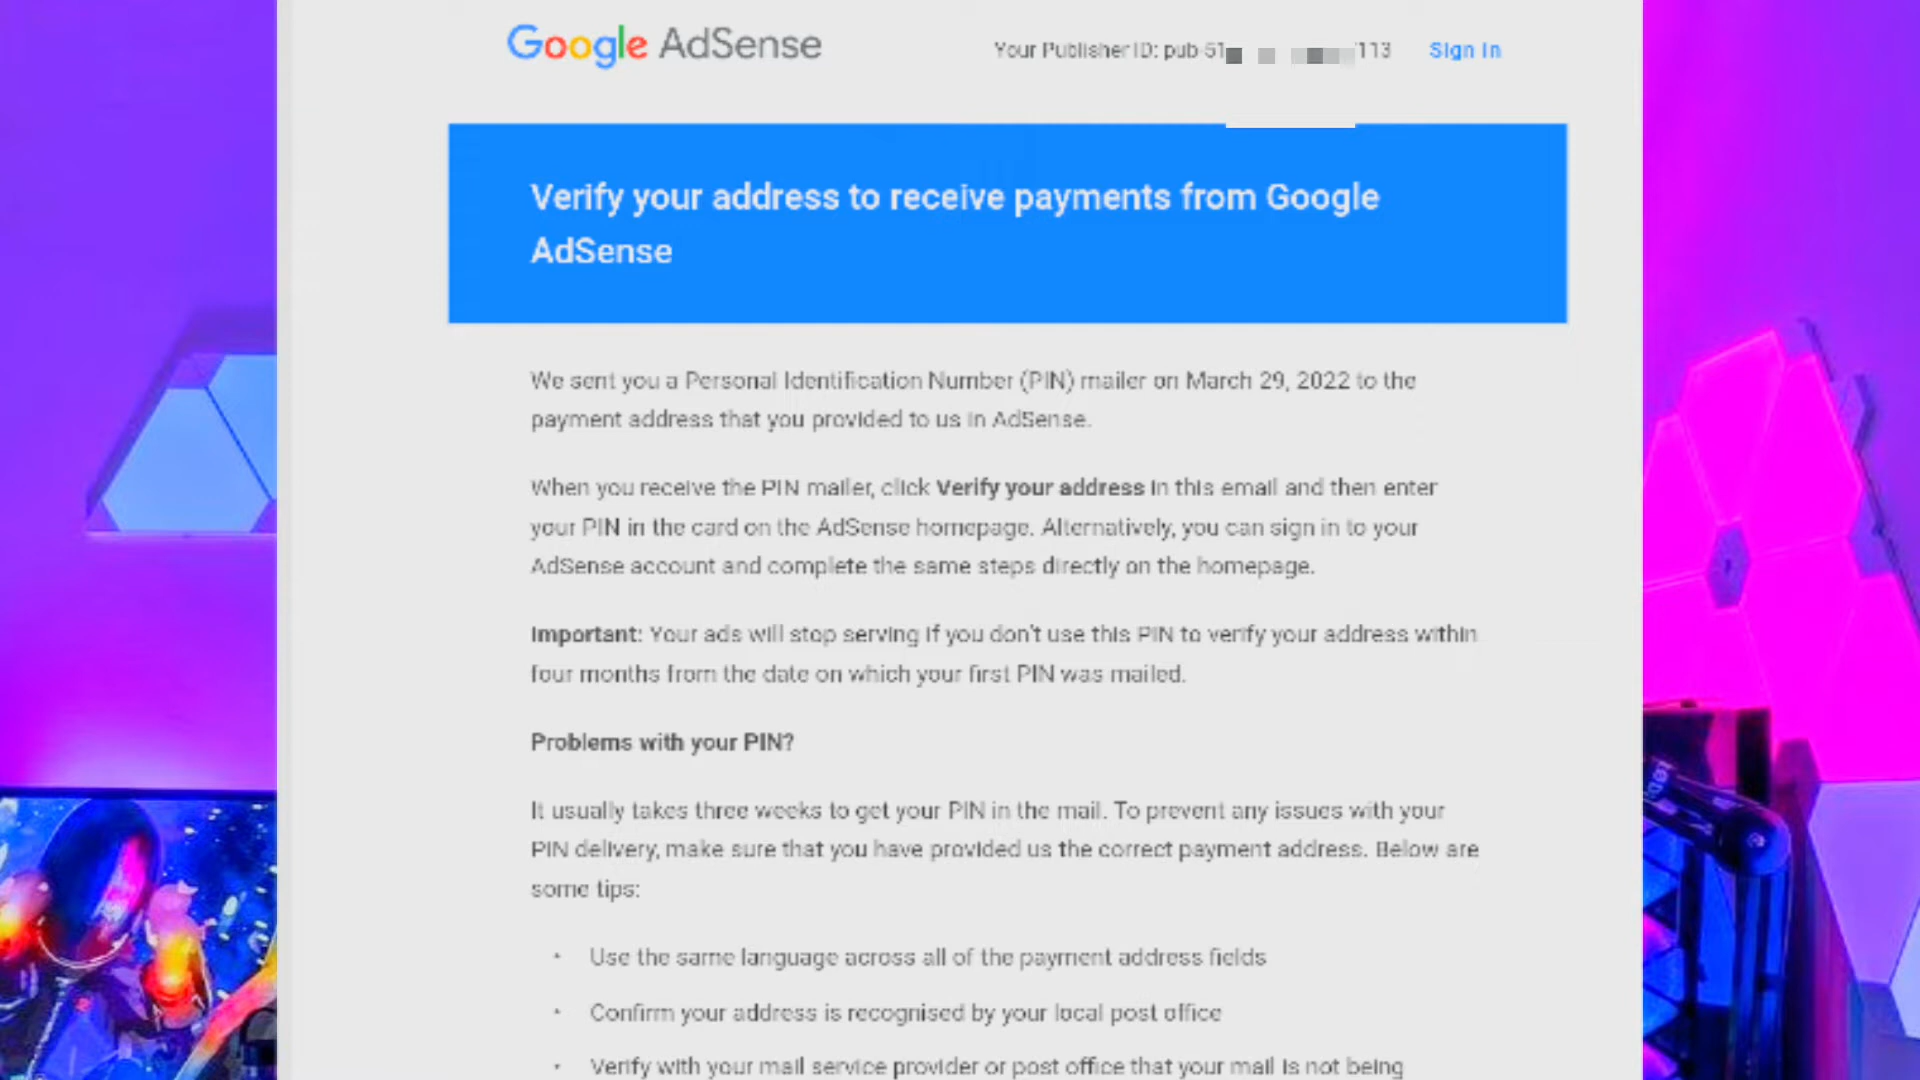 Google AdSense
Your Publisher ID: pub-51 113 Sign in
Verify your address to receive payments from Google
AdSense
We sent you a Personal Identification Number (PIN) mailer on March 29, 2022 to the
payment address that you provided to us in AdSense.
When you receive the PIN mailer, click Verify your address in this email and then enter
your PIN in the card on the AdSense homepage. Alternatively, you can sign in to your
AdSense account and complete the same steps directly on the homepage.
Important: Your ads will stop serving if you don't use this PIN to verify your address within
four months from the date on which your first PIN was mailed.
Problems with your PIN?
It usually takes three weeks to get your PIN in the mail. To prevent any issues with your
PIN delivery, make sure that you have provided us the correct payment address. Below are
some tips:
· Use the same language across all of the payment address fields
· Confirm your address is recognised by your local post office
· Verify with your mail service provider or post office that your mail is not being